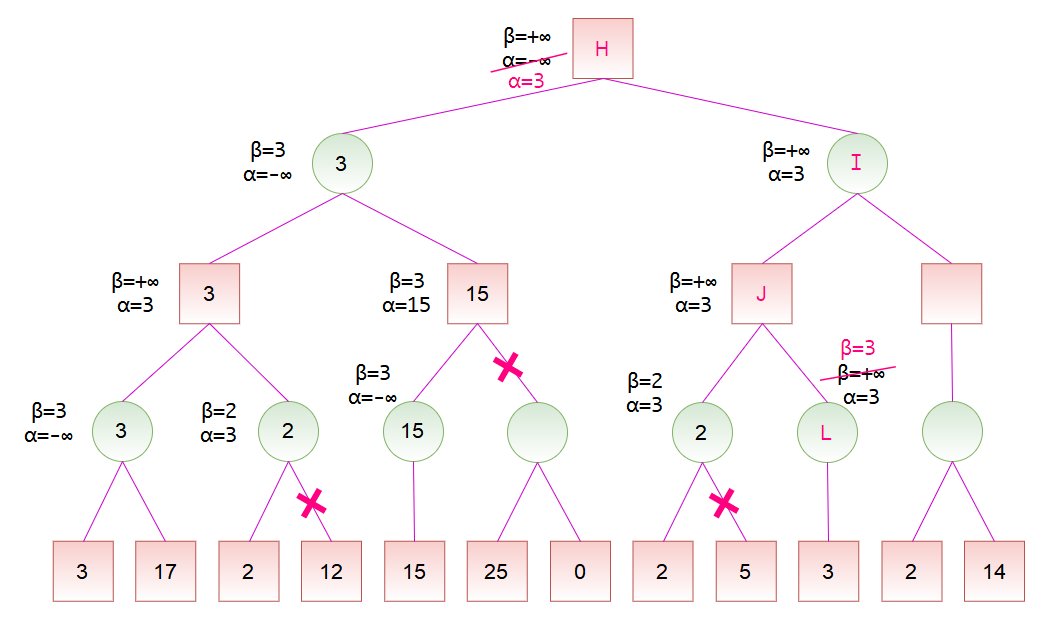 β=+∞
α=-∞
α=3
H
β=3
α=-∞
3
β=+∞
α=3
I
β=+∞
α=3
3
β=3
α=15
15
β=+∞
α=3
J
β=3
β=+∞
α=3
β=3
α=-∞
3
β=2
α=3
2
β=3
α=-∞
15
β=2
α=3
2
L
3
17
2
12
15
25
0
2
5
3
2
14